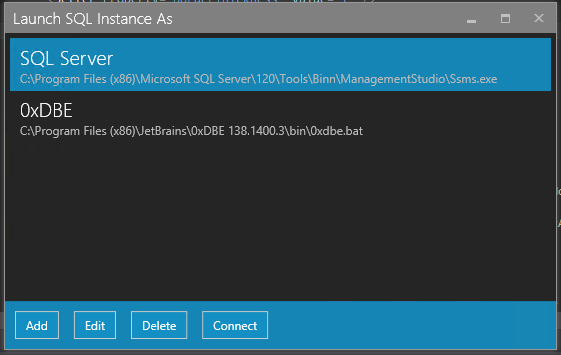 Launch SQL Instance As
SQL Server
C:\Program Files (x86)\Microsoft SQL Server\120\Tools\Binn\ManagementStudio\Ssms.exe
0xDBE
C:\Program Files (x86)\JetBrains\0xDBE 138.1400.3\bin\0xdbe.bat
Add Edit Delete Connect